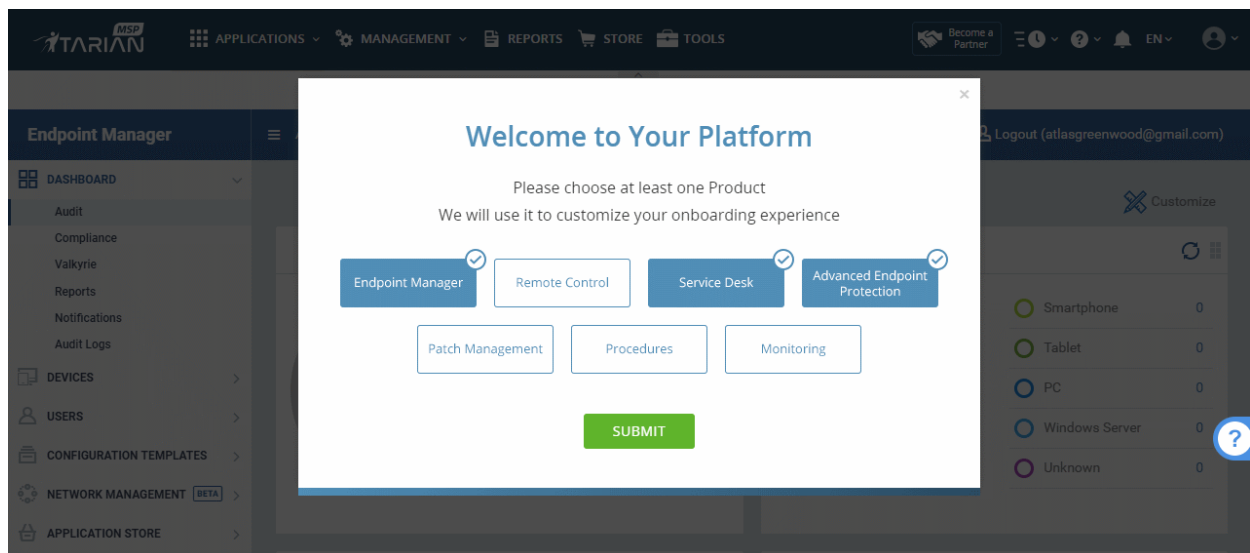 MSP
ITARIAN
APPLICATIONS
MANAGEMENT
REPORTS
STORE
TOOLS
Become a
Partner
?
EN
Endpoint Manager
Logout (atlasgreenwood@gmail.com)
DASHBOARD
Audit
Compliance
Valkyrie
Reports
Notifications
Audit Logs
DEVICES
USERS
CONFIGURATION TEMPLATES
NETWORK MANAGEMENT BETA
APPLICATION STORE
×
Welcome to Your Platform
Please choose at least one Product
We will use it to customize your onboarding experience
Endpoint Manager
Remote Control
Service Desk
Advanced Endpoint
Protection
Patch Management
Procedures
Monitoring
SUBMIT
Customize
Smartphone 0
Tablet 0
PC 0
Windows Server 0
Unknown 0
?